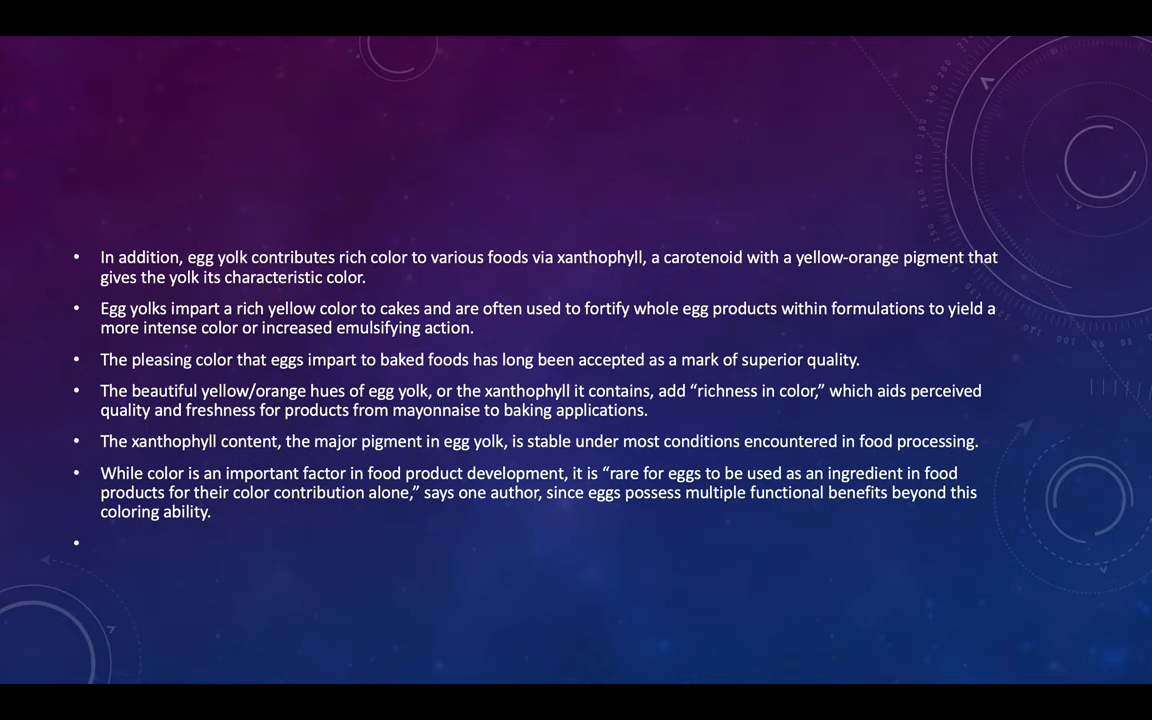 • In addition, egg yolk contributes rich color to various foods via xanthophyll, a carotenoid with a yellow-orange pigment that
gives the yolk its characteristic color.
• Egg yolks impart a rich yellow color to cakes and are often used to fortify whole egg products within formulations to yield a
more intense color or increased emulsifying action.
• The pleasing color that eggs impart to baked foods has long been accepted as a mark of superior quality.
• The beautiful yellow/orange hues of egg yolk, or the xanthophyll it contains, add “richness in color,” which aids perceived
quality and freshness for products from mayonnaise to baking applications.
• The xanthophyll content, the major pigment in egg yolk, is stable under most conditions encountered in food processing.
• While color is an important factor in food product development, it is “rare for eggs to be used as an ingredient in food
products for their color contribution alone,” says one author, since eggs possess multiple functional benefits beyond this
coloring ability.
•